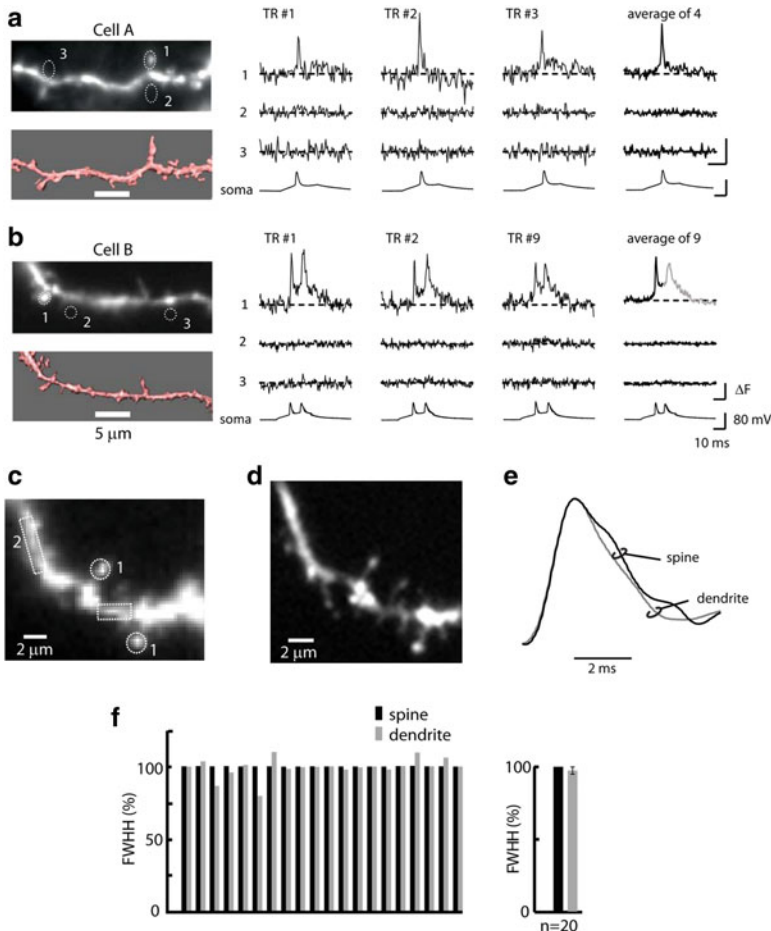 a
Cell A
3
1
2
TR #1
TR #2
TR #3
average of 4
1
2
3
soma
b
Cell B
1
2
3
5 μm
TR #1
TR #2
TR #9
average of 9
1
2
3
soma
ΔF
80 mV
10 ms
c
2
1
1
2 μm
d
2 μm
e
spine
dendrite
2 ms
f
spine
dendrite
FWHH (%)
100
50
0
FWHH (%)
100
50
0
n=20